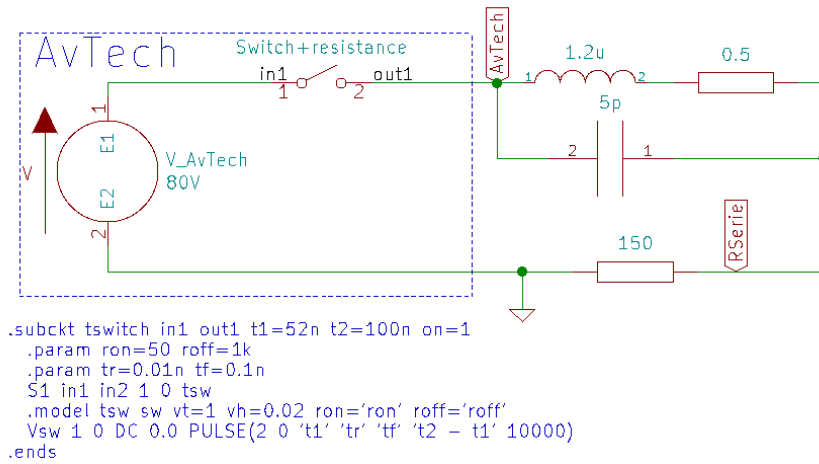 AvTech
Switch+resistance
in1
out1
1
2
AvTech
1.2u
1
2
0.5
5p
2
1
1
E1
V_AvTech
80V
V
E2
2
150
RSerie
.subckt tswitch in1 out1 t1=52n t2=100n on=1
.param ron=50 roff=1k
.param tr=0.01n tf=0.1n
S1 in1 in2 1 0 tsw
.model tsw sw vt=1 vh=0.02 ron='ron' roff='roff'
Vsw 1 0 DC 0.0 PULSE(2 0 't1' 'tr' 'tf' 't2 - t1' 10000)
.ends